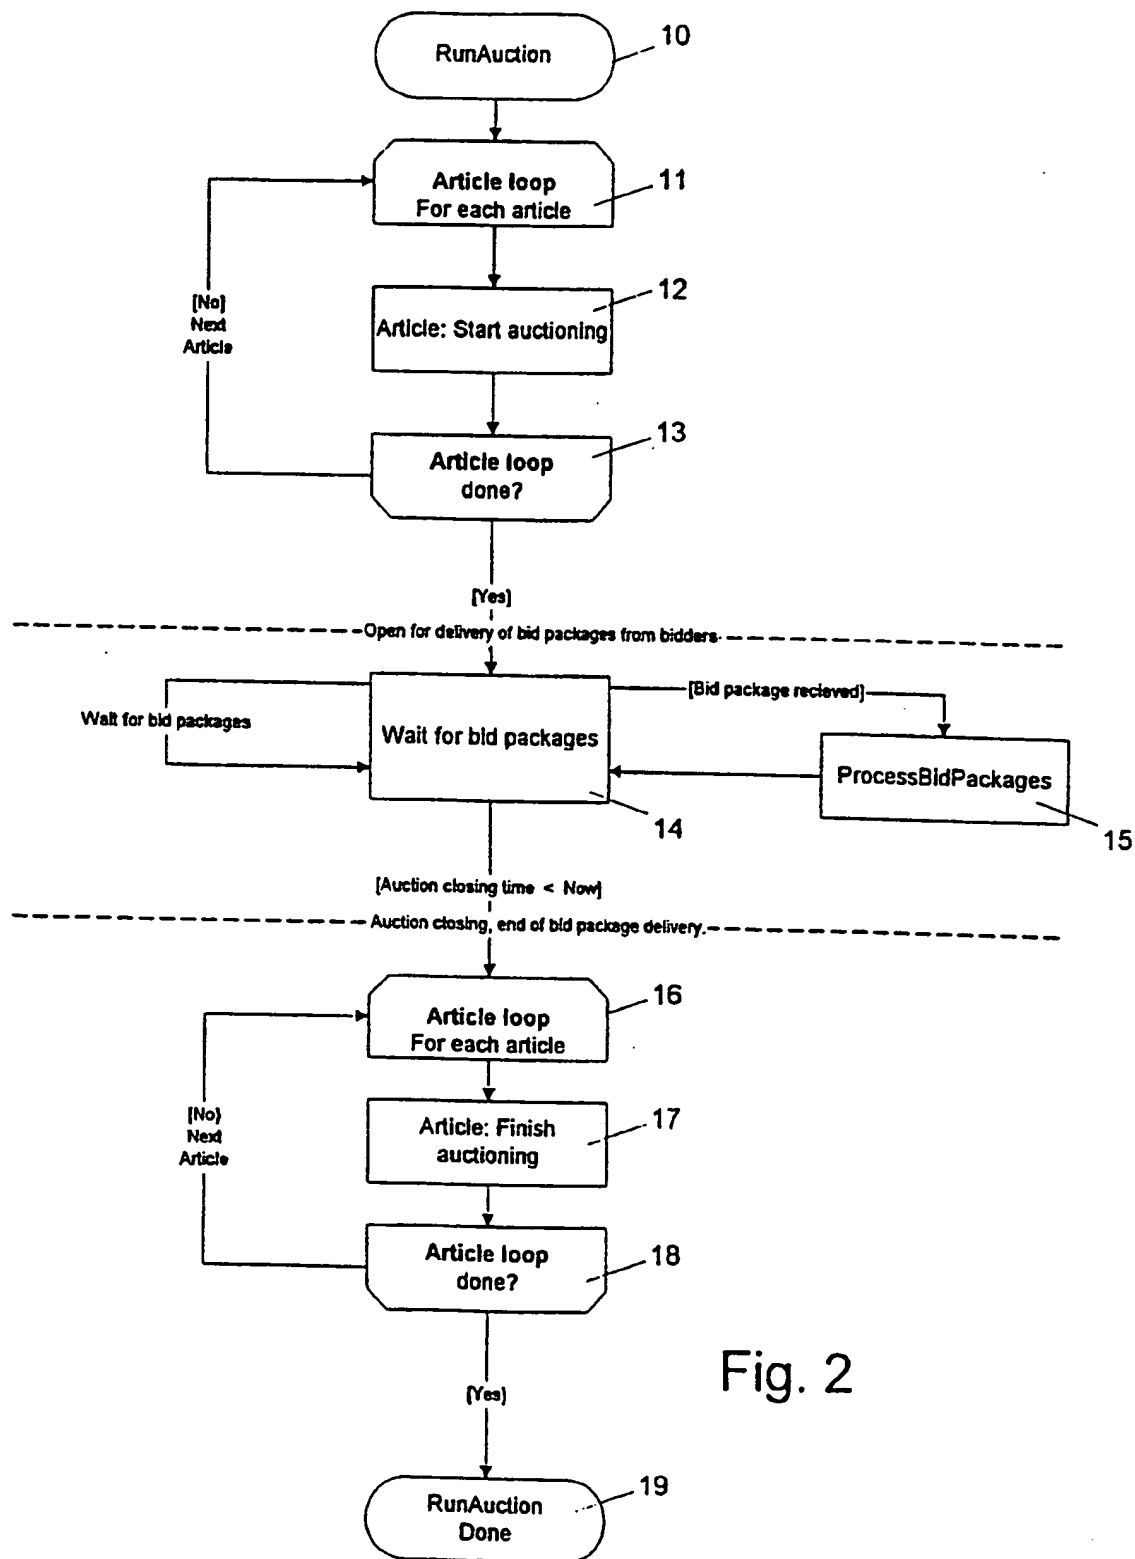 RunAuction
10
Article loop
For each article
11
[No]
Next
Article
12
Article: Start auctioning
13
Article loop
done?
[Yes]
Open for delivery of bid packages from bidders
Wait for bid packages
Wait for bid packages
14
[Bid package recieved]
ProcessBidPackages
15
[Auction closing time < Now]
Auction closing, end of bid package delivery.
16
Article loop
For each article
[No]
Next
Article
Article: Finish
auctioning
17
Article loop
done?
18
[Yes]
Fig. 2
RunAuction
Done
19